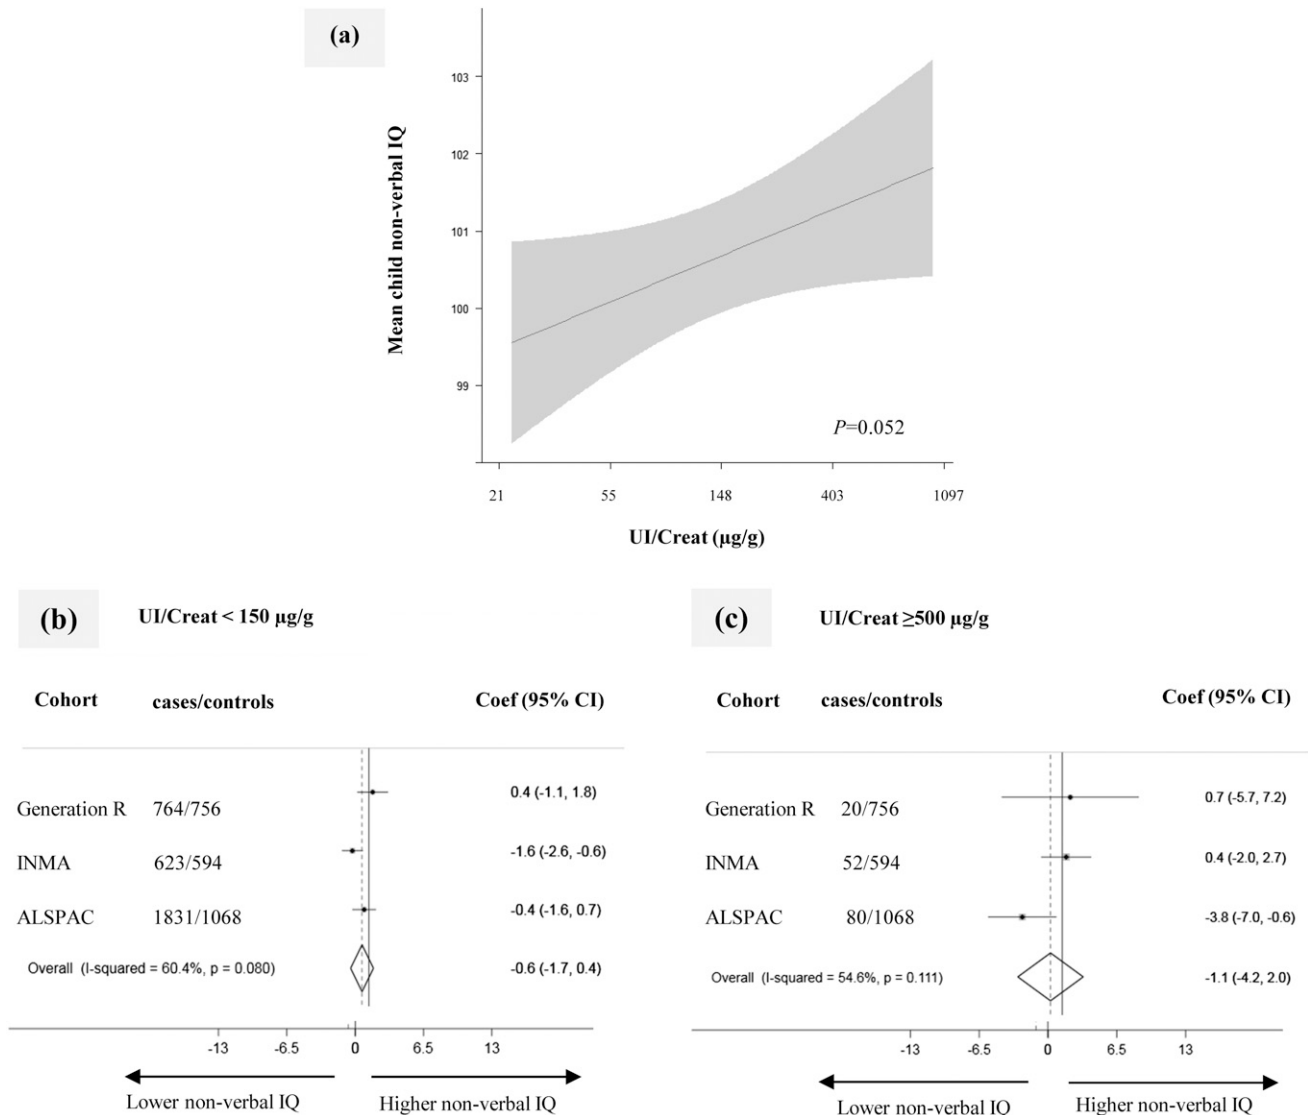 (a)
Mean child non-verbal IQ
103
102
101
100
99
P=0.052
21 55 148 403 1097
UI/Creat (µg/g)
(b) UI/Creat < 150 µg/g
Cohort cases/controls Coef (95% CI)
Generation R 764/756 0.4 (-1.1, 1.8)
INMA 623/594 -1.6 (-2.6, -0.6)
ALSPAC 1831/1068 -0.4 (-1.6, 0.7)
Overall (I-squared = 60.4%, p = 0.080) -0.6 (-1.7, 0.4)
-13 -6.5 0 6.5 13
Lower non-verbal IQ Higher non-verbal IQ
(c) UI/Creat ≥500 µg/g
Cohort cases/controls Coef (95% CI)
Generation R 20/756 0.7 (-5.7, 7.2)
INMA 52/594 0.4 (-2.0, 2.7)
ALSPAC 80/1068 -3.8 (-7.0, -0.6)
Overall (I-squared = 54.6%, p = 0.111) -1.1 (-4.2, 2.0)
-13 -6.5 0 6.5 13
Lower non-verbal IQ Higher non-verbal IQ